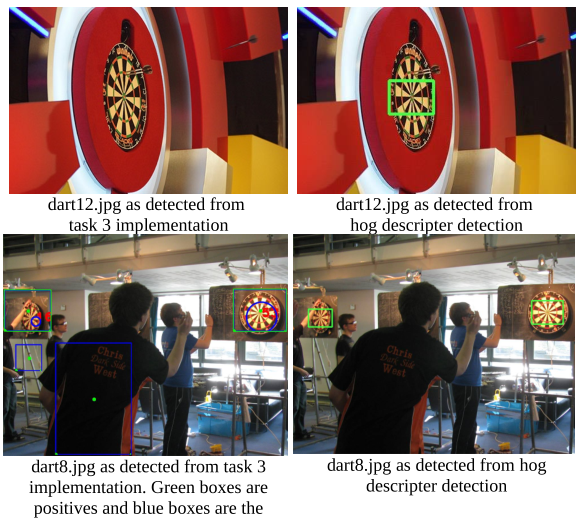 dart12.jpg as detected from
task 3 implementation
dart12.jpg as detected from
hog descripter detection
Chris
Dark Side
West
dart8.jpg as detected from task 3
implementation. Green boxes are
positives and blue boxes are the
dart8.jpg as detected from hog
descripter detection